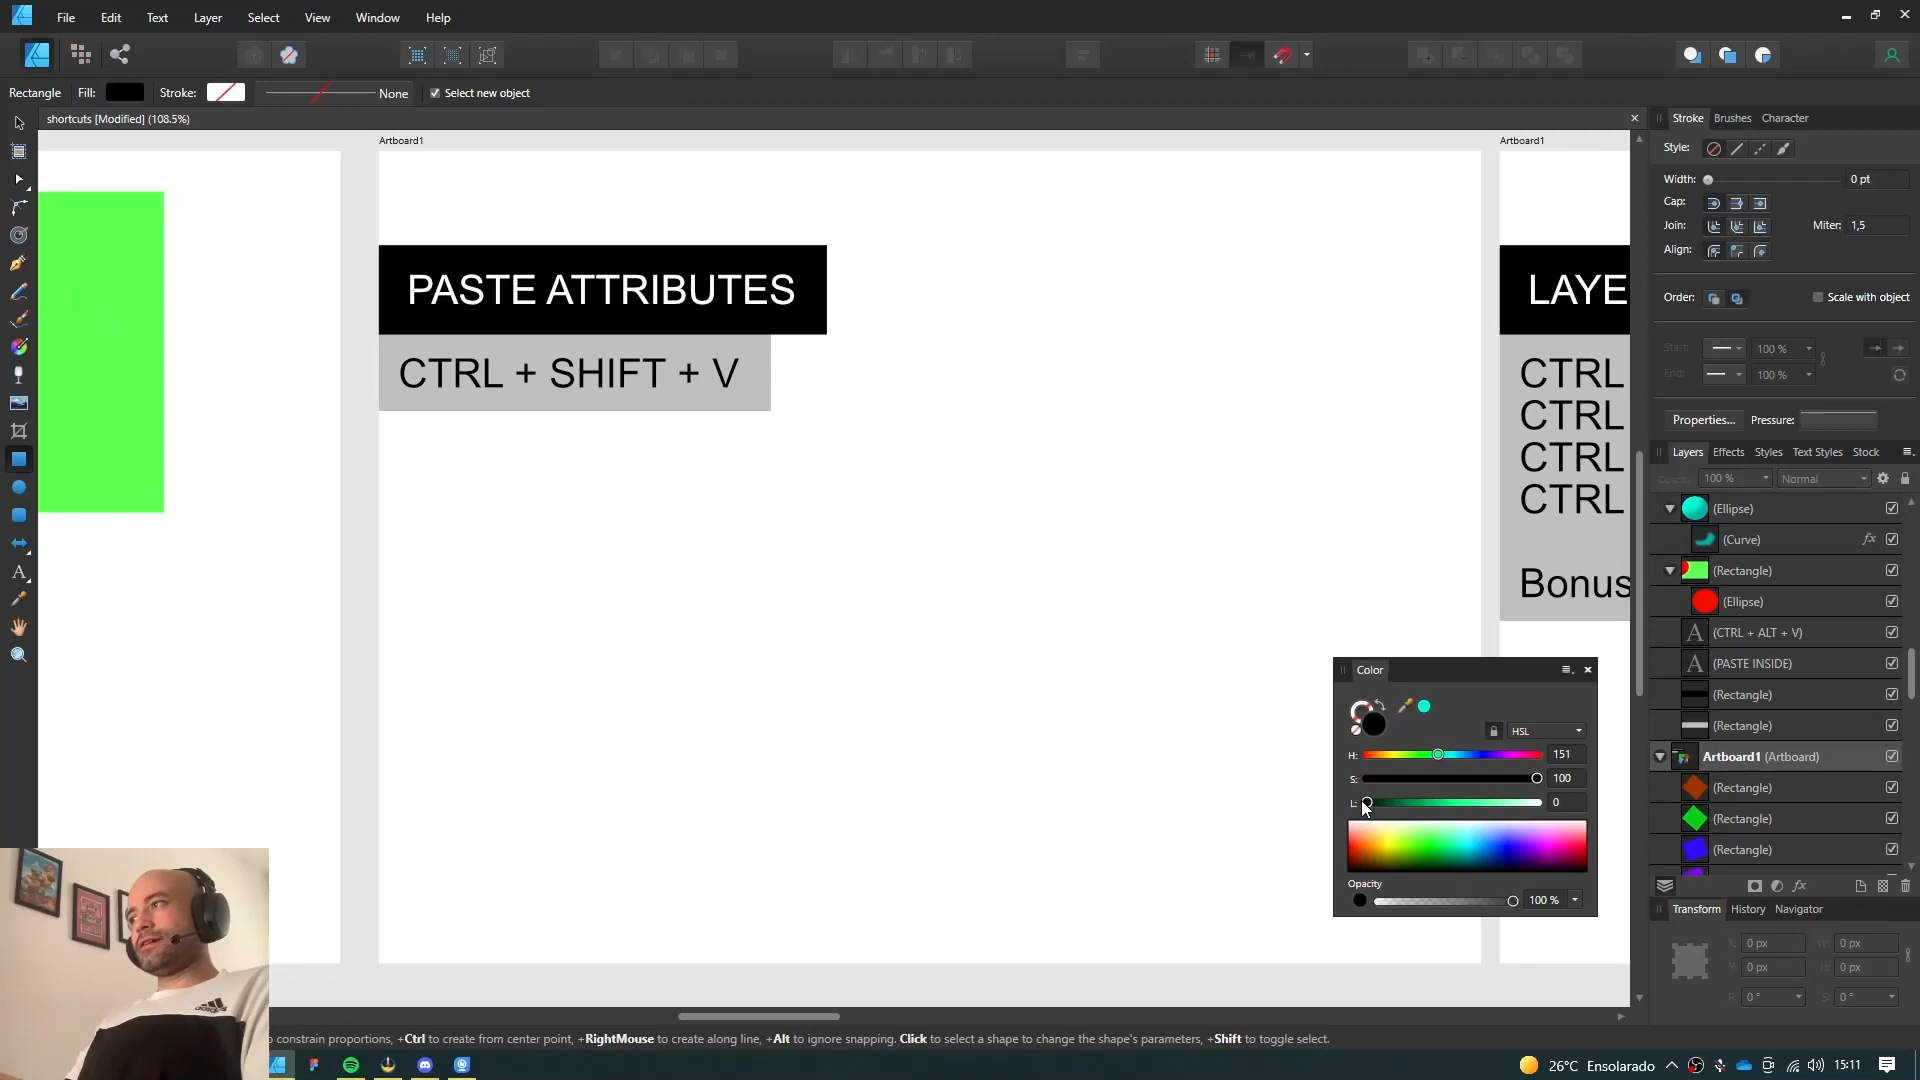 File Edit Text Layer Select View Window Help
Rectangle Fill: Stroke: None Select new object
shortcuts [Modified] (108.5%)
Artboard1
Artboard1
PASTE ATTRIBUTES
CTRL + SHIFT + V
LAYE
CTRL
CTRL
CTRL
CTRL
Bonus
Color
HSL
H: 151
S: 100
L: 0
Opacity
100 %
Stroke Brushes Character
Style:
Width: 0 pt
Cap:
Join: Miter: 1,5
Align:
Order: Scale with object
Start: 100 %
End: 100 %
Properties... Pressure:
Layers Effects Styles Text Styles Stock
Opacity: 100 % Normal
(Ellipse)
(Curve) fx
(Rectangle)
(Ellipse)
A (CTRL + ALT + V)
A (PASTE INSIDE)
(Rectangle)
(Rectangle)
Artboard1 (Artboard)
(Rectangle)
(Rectangle)
(Rectangle)
fx
Transform History Navigator
X: 0 px W: 0 px
Y: 0 px H: 0 px
R: 0 ° S: 0 °
constrain proportions, +Ctrl to create from center point, +RightMouse to create along line, +Alt to ignore snapping. Click to select a shape to change the shape's parameters, +Shift to toggle select.
26°C Ensolarado 15:11